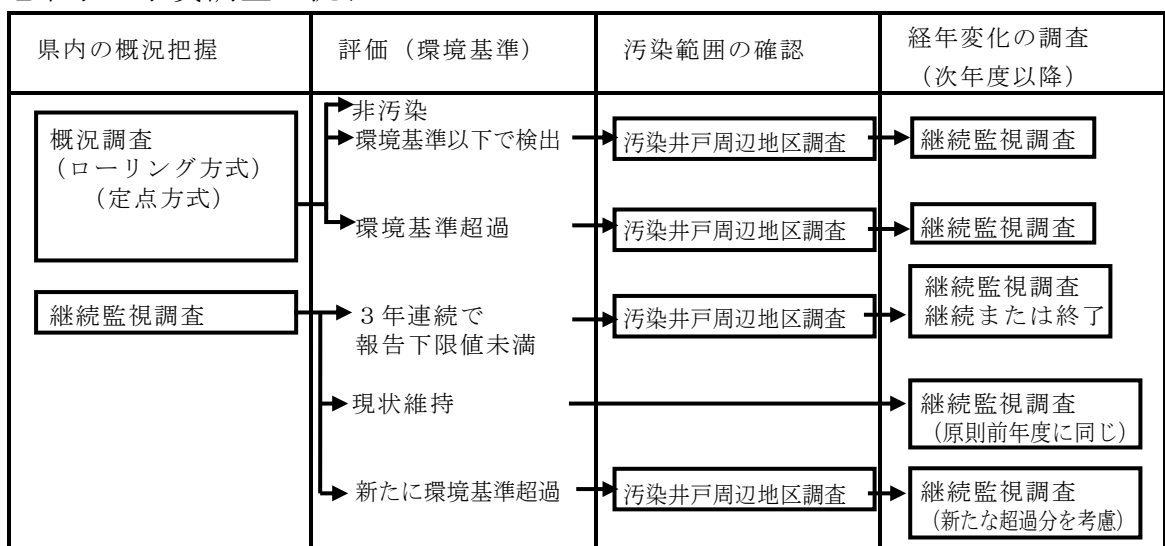 県内の概況把握
評価（環境基準）
汚染範囲の確認
経年変化の調査
（次年度以降）
概況調査
（ローリング方式）
（定点方式）
非汚染
環境基準以下で検出
汚染井戸周辺地区調査
継続監視調査
環境基準超過
汚染井戸周辺地区調査
継続監視調査
継続監視調査
３年連続で
報告下限値未満
汚染井戸周辺地区調査
継続監視調査
継続または終了
現状維持
継続監視調査
（原則前年度に同じ）
新たに環境基準超過
汚染井戸周辺地区調査
継続監視調査
（新たな超過分を考慮）